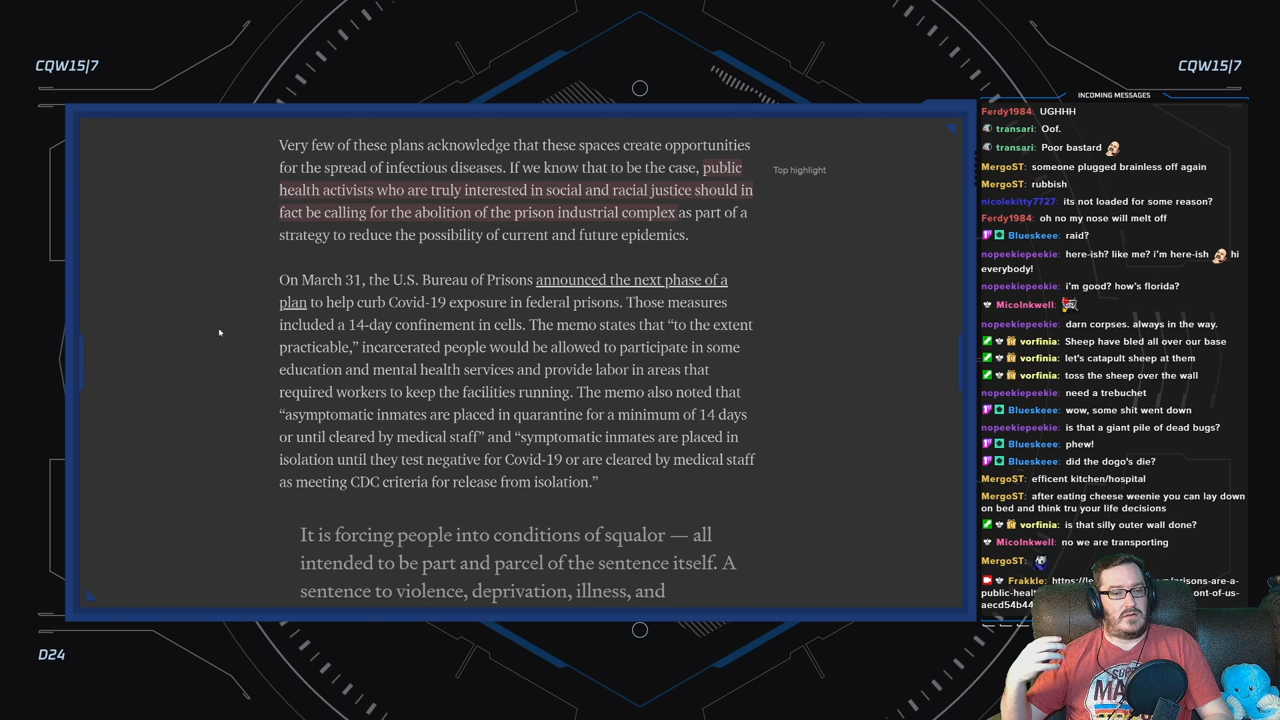 CQW15|7
CQW15|7
Very few of these plans acknowledge that these spaces create opportunities
for the spread of infectious diseases. If we know that to be the case, public
health activists who are truly interested in social and racial justice should in
fact be calling for the abolition of the prison industrial complex as part of a
strategy to reduce the possibility of current and future epidemics.
Top highlight
On March 31, the U.S. Bureau of Prisons announced the next phase of a
plan to help curb Covid-19 exposure in federal prisons. Those measures
included a 14-day confinement in cells. The memo states that “to the extent
practicable,” incarcerated people would be allowed to participate in some
education and mental health services and provide labor in areas that
required workers to keep the facilities running. The memo also noted that
“asymptomatic inmates are placed in quarantine for a minimum of 14 days
or until cleared by medical staff” and “symptomatic inmates are placed in
isolation until they test negative for Covid-19 or are cleared by medical staff
as meeting CDC criteria for release from isolation.”
It is forcing people into conditions of squalor — all
intended to be part and parcel of the sentence itself. A
sentence to violence, deprivation, illness, and
D24
INCOMING MESSAGES
Ferdy1984: UGHHH
transari: Oof.
transari: Poor bastard
MergoST: someone plugged brainless off again
MergoST: rubbish
nicolekitty7727: its not loaded for some reason?
Ferdy1984: oh no my nose will melt off
Blueskeee: raid?
nopeekiepeekie: here-ish? like me? i'm here-ish hi
everybody!
nopeekiepeekie: i'm good? how's florida?
MicoInkwell:
nopeekiepeekie: darn corpses. always in the way.
vorfinia: Sheep have bled all over our base
vorfinia: let's catapult sheep at them
vorfinia: toss the sheep over the wall
nopeekiepeekie: need a trebuchet
Blueskeee: wow, some shit went down
nopeekiepeekie: is that a giant pile of dead bugs?
Blueskeee: phew!
Blueskeee: did the dogo's die?
MergoST: efficent kitchen/hospital
MergoST: after eating cheese weenie you can lay down
on bed and think tru your life decisions
vorfinia: is that silly outer wall done?
MicoInkwell: no we are transporting
MergoST:
Frakkle: